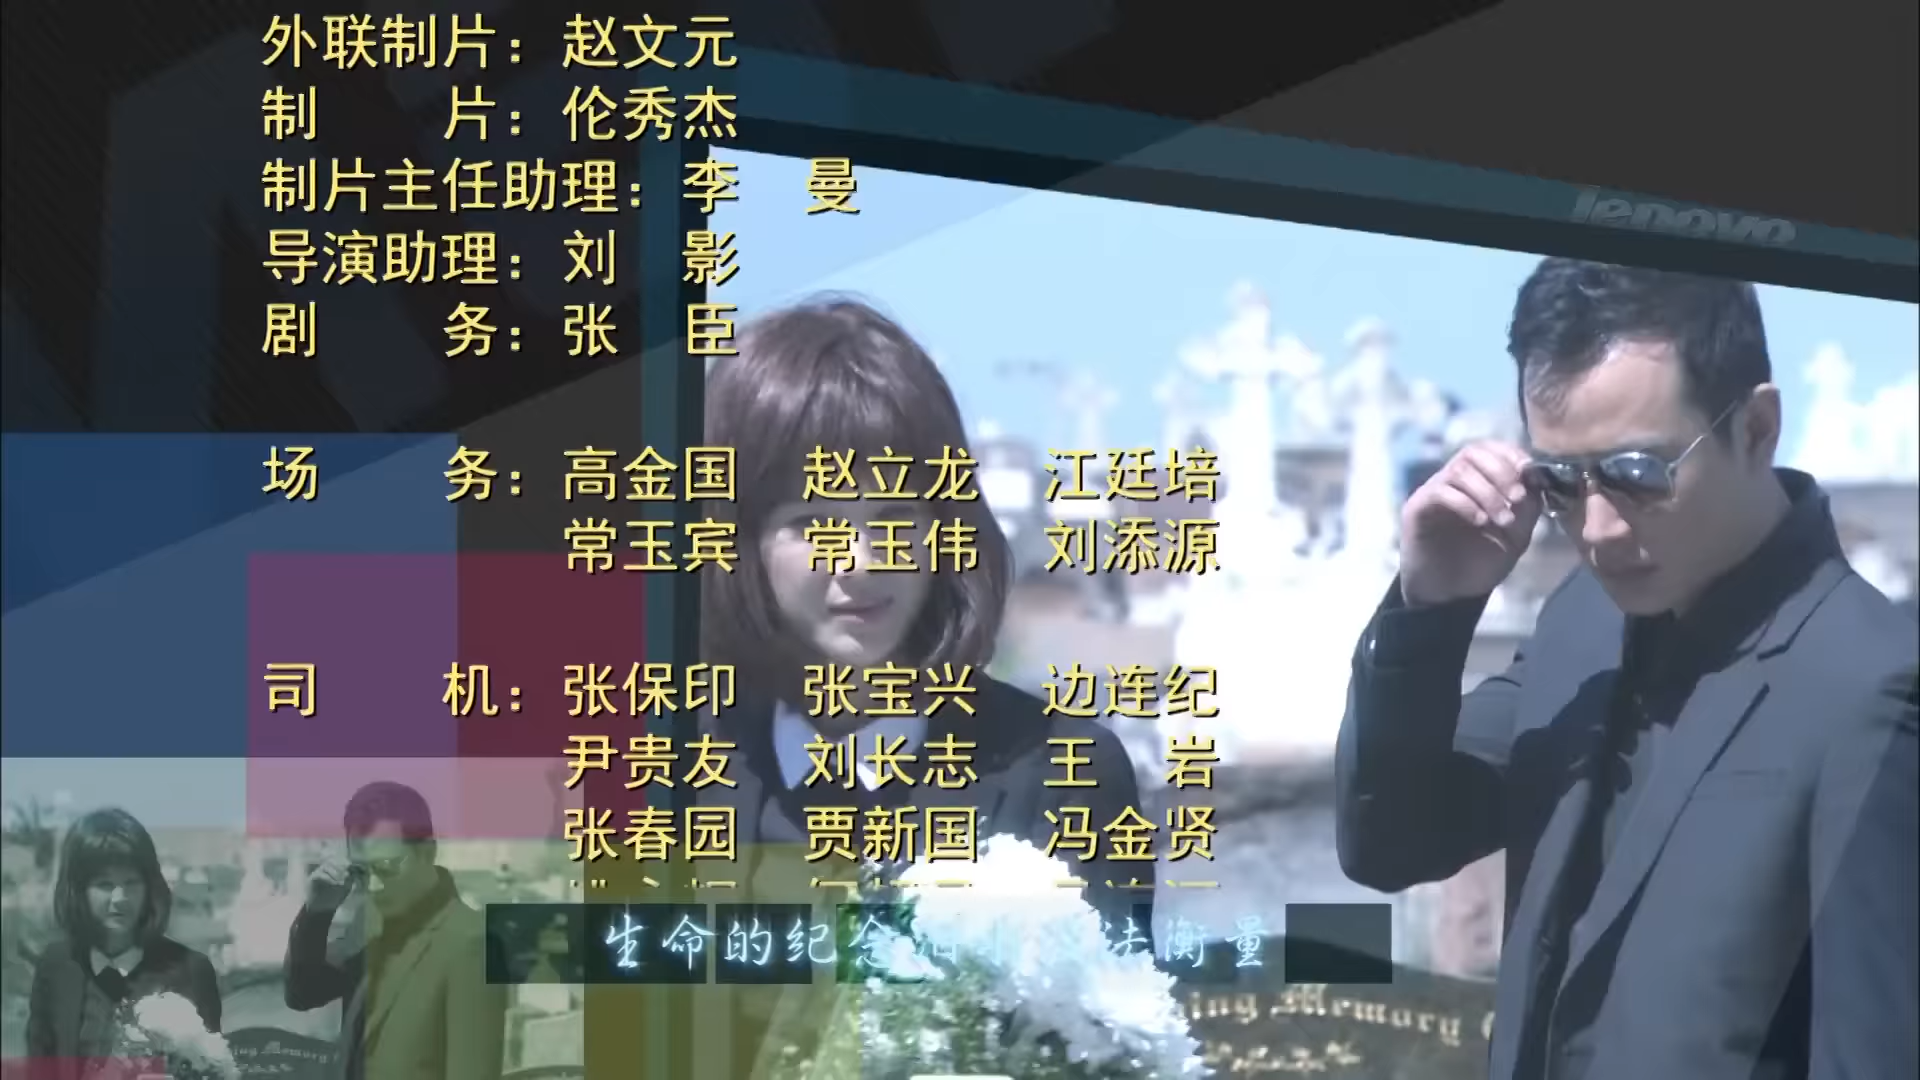 外联制片：赵文元
制　　片：伦秀杰
制片主任助理：李　曼
导演助理：刘　影
剧　　务：张　臣
lenovo
场　　务：高金国　赵立龙　江廷培
常玉宾　常玉伟　刘添源
司　　机：张保印　张宝兴　边连纪
尹贵友　刘长志　王　岩
张春园　贾新国　冯金贤
生命的纪念　衡量
Memory
Memory